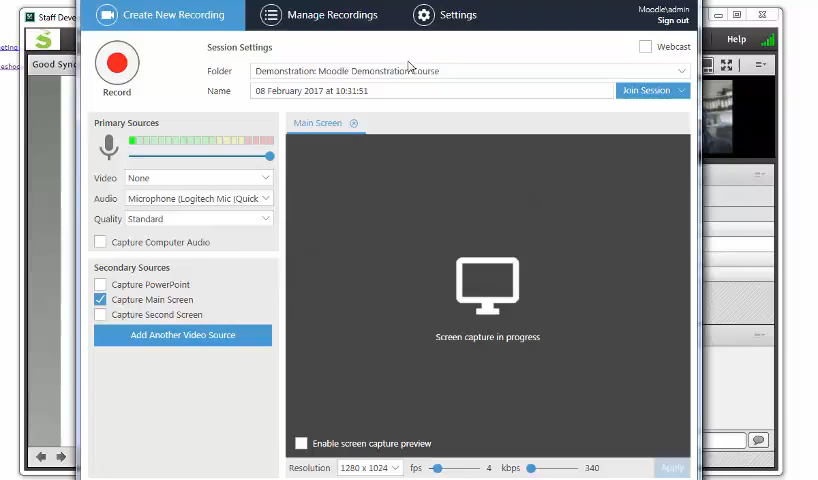 Staff Deve
Create New Recording
Manage Recordings
Settings
Moodle\admin
Sign out
Help
Good Sync
Record
Session Settings
Webcast
Folder
Demonstration: Moodle Demonstration Course
Name
08 February 2017 at 10:31:51
Join Session
Primary Sources
Video
None
Audio
Microphone (Logitech Mic (Quick
Quality
Standard
Capture Computer Audio
Secondary Sources
Capture PowerPoint
Capture Main Screen
Capture Second Screen
Add Another Video Source
Main Screen
Screen capture in progress
Enable screen capture preview
Resolution
1280 x 1024
fps
4
kbps
340
Apply